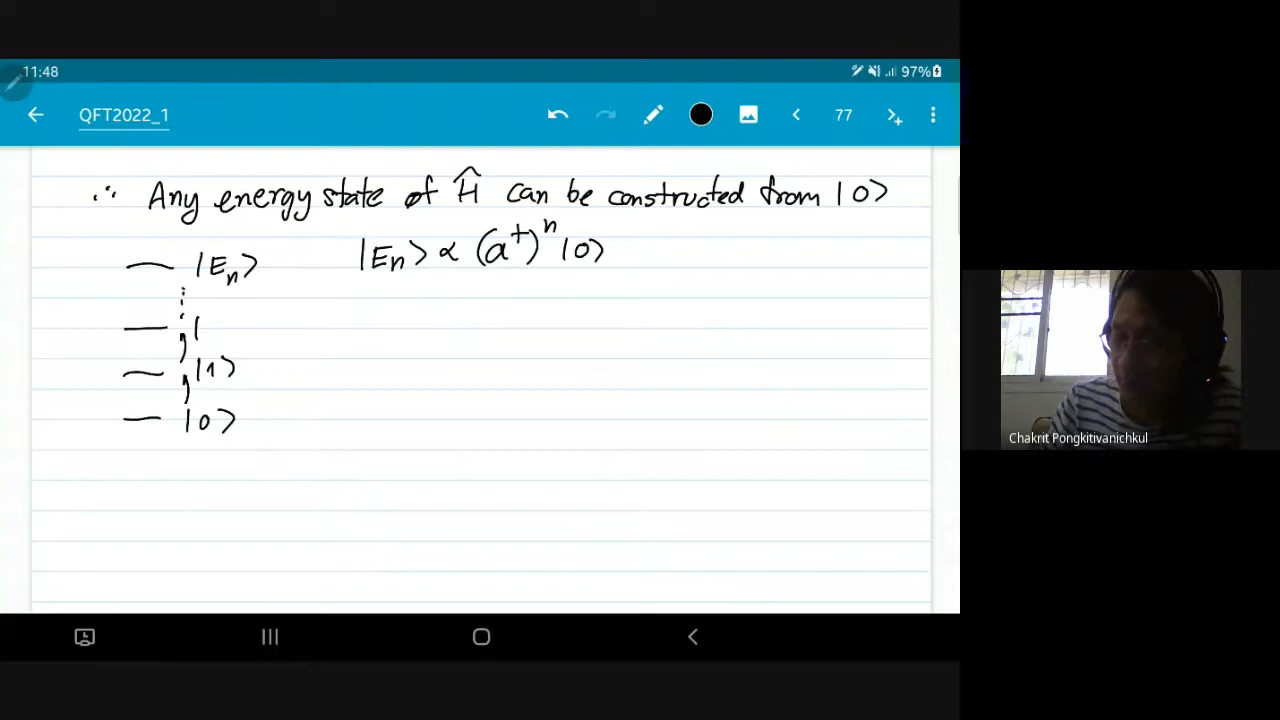 11:48
97%
QFT2022_1
77
∴ Any energy state of Ĥ can be constructed from |0>
|Eₙ> ∝ (a†)ⁿ |0>
|Eₙ>
|
|1>
|0>
Chakrit Pongkitivanichkul